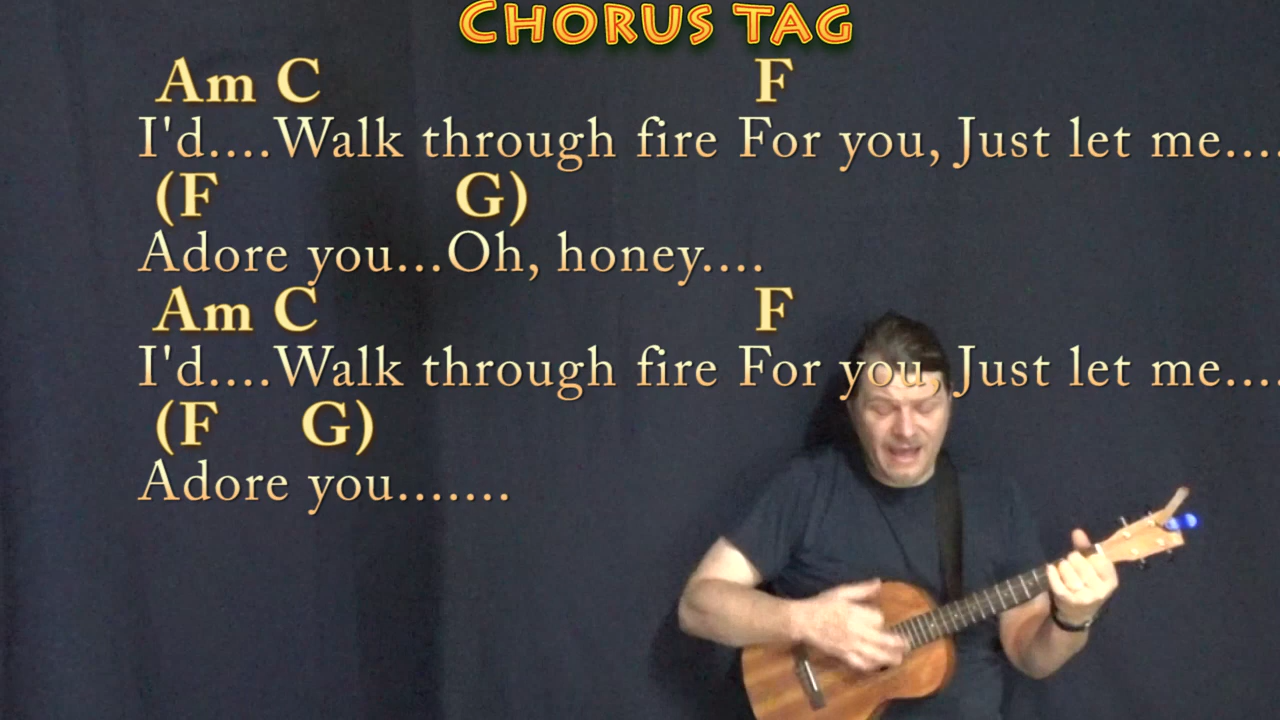 CHORUS TAG
Am C F
I'd....Walk through fire For you, Just let me....
(F G)
Adore you...Oh, honey....
Am C F
I'd....Walk through fire For you, Just let me....
(F G)
Adore you.......